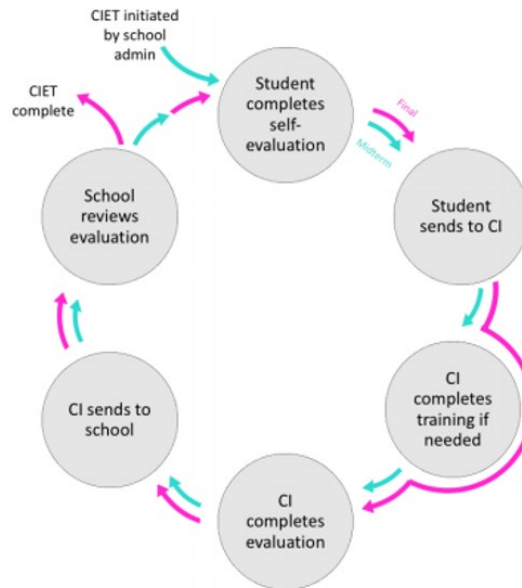 CIET initiated
by school
admin
CIET
complete
Student
completes
self-
evaluation
Final
Midterm
School
reviews
evaluation
Student
sends to CI
CI
completes
training if
needed
CI sends to
school
CI
completes
evaluation